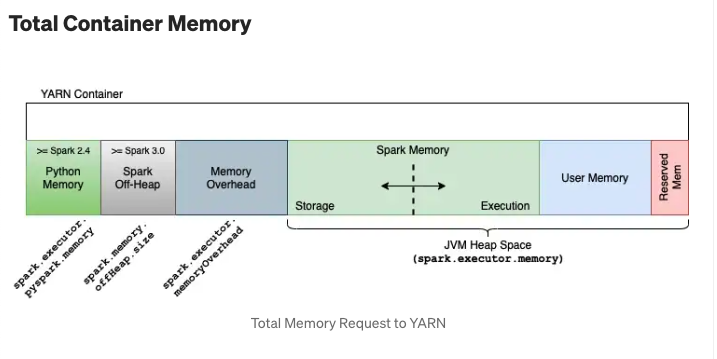 Total Container Memory
YARN Container
>= Spark 2.4
Python
Memory
>= Spark 3.0
Spark
Off-Heap
Memory
Overhead
Spark Memory
Storage
Execution
User Memory
Reserved
Mem
spark.executor.
pyspark.memory
spark.memory.
offHeap.size
spark.executor.
memoryOverhead
JVM Heap Space
(spark.executor.memory)
Total Memory Request to YARN